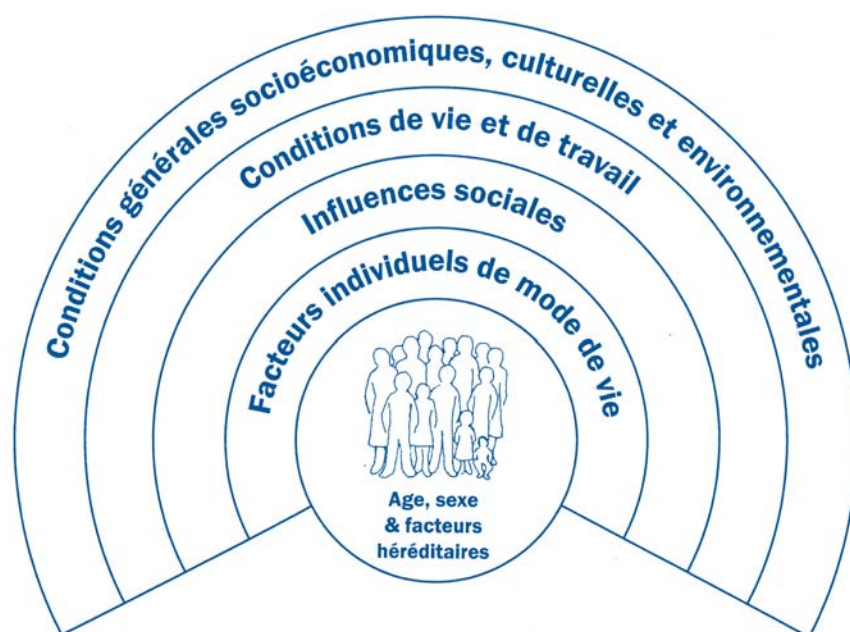 Conditions générales socioéconomiques, culturelles et environnementales
Conditions de vie et de travail
Influences sociales
Facteurs individuels de mode de vie
Age, sexe
& facteurs
héréditaires